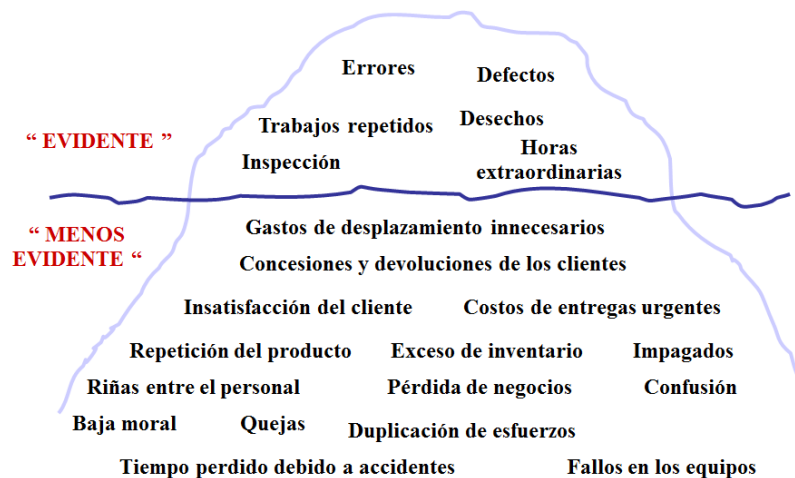 Errores
Defectos
Trabajos repetidos
Desechos
“ EVIDENTE ”
Inspección
Horas
extraordinarias
“ MENOS
EVIDENTE “
Gastos de desplazamiento innecesarios
Concesiones y devoluciones de los clientes
Insatisfacción del cliente
Costos de entregas urgentes
Repetición del producto
Exceso de inventario
Impagados
Riñas entre el personal
Pérdida de negocios
Confusión
Baja moral
Quejas
Duplicación de esfuerzos
Tiempo perdido debido a accidentes
Fallos en los equipos